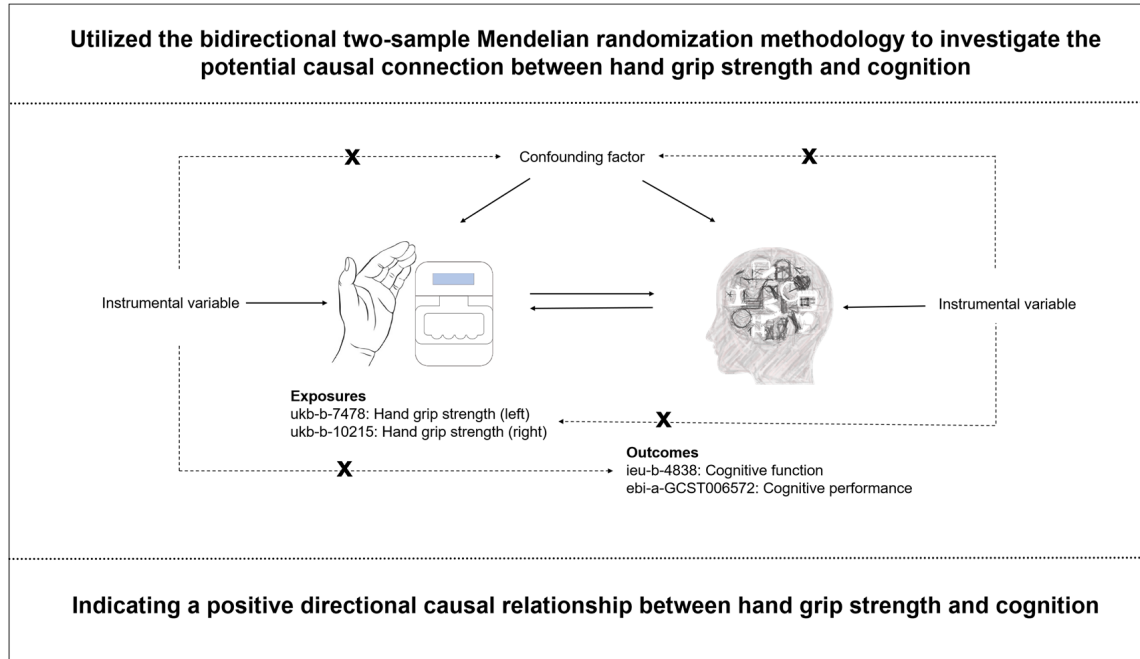 Utilized the bidirectional two-sample Mendelian randomization methodology to investigate the
potential causal connection between hand grip strength and cognition
X
Confounding factor
X
Instrumental variable
Instrumental variable
Exposures
ukb-b-7478: Hand grip strength (left)
ukb-b-10215: Hand grip strength (right)
X
Outcomes
X
ieu-b-4838: Cognitive function
ebi-a-GCST006572: Cognitive performance
Indicating a positive directional causal relationship between hand grip strength and cognition